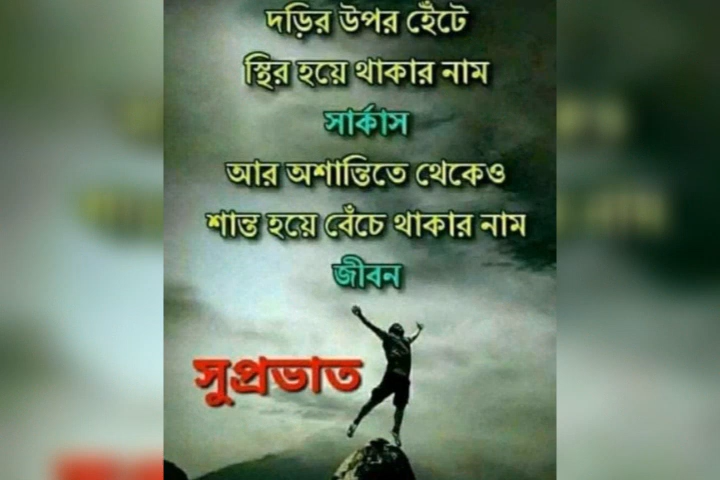 দড়ির উপর হেঁটে
স্থির হয়ে থাকার নাম
সার্কাস
আর অশান্তিতে থেকেও
শান্ত হয়ে বেঁচে থাকার নাম
জীবন
সুপ্রভাত